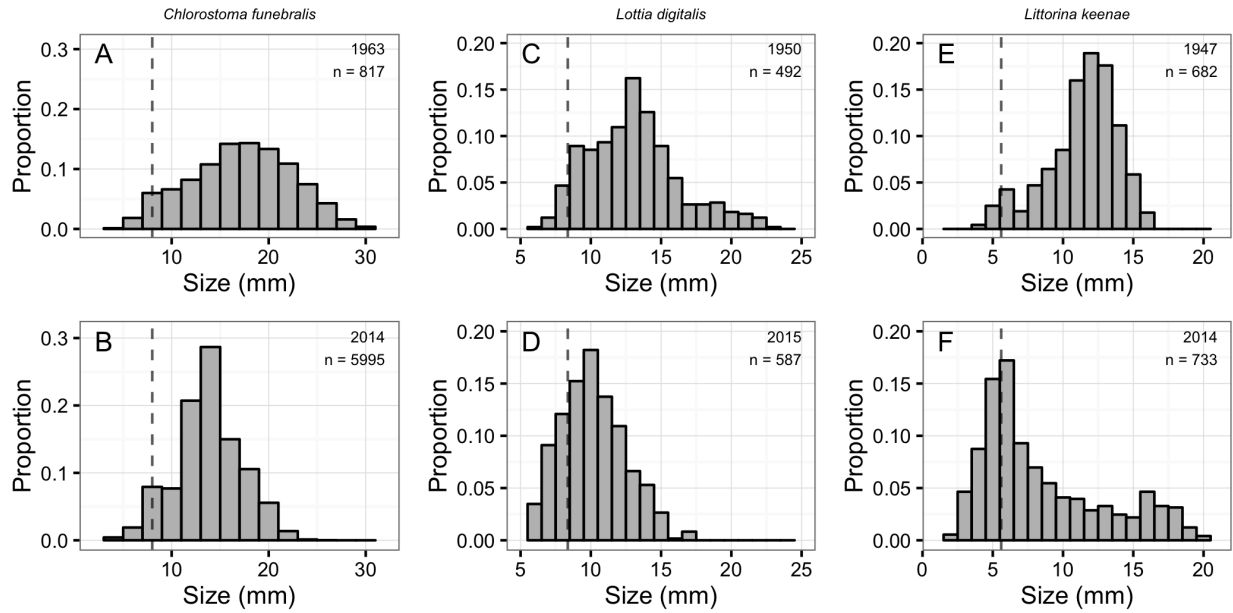 Chlorostoma funebralis
Lottia digitalis
Littorina keenae
A
1963
n = 817
Proportion
0.3
0.2
0.1
0.0
10
20
30
Size (mm)
C
1950
n = 492
Proportion
0.20
0.15
0.10
0.05
0.00
5
10
15
20
25
Size (mm)
E
1947
n = 682
Proportion
0.20
0.15
0.10
0.05
0.00
0
5
10
15
20
Size (mm)
B
2014
n = 5995
Proportion
0.3
0.2
0.1
0.0
10
20
30
Size (mm)
D
2015
n = 587
Proportion
0.20
0.15
0.10
0.05
0.00
5
10
15
20
25
Size (mm)
F
2014
n = 733
Proportion
0.20
0.15
0.10
0.05
0.00
0
5
10
15
20
Size (mm)